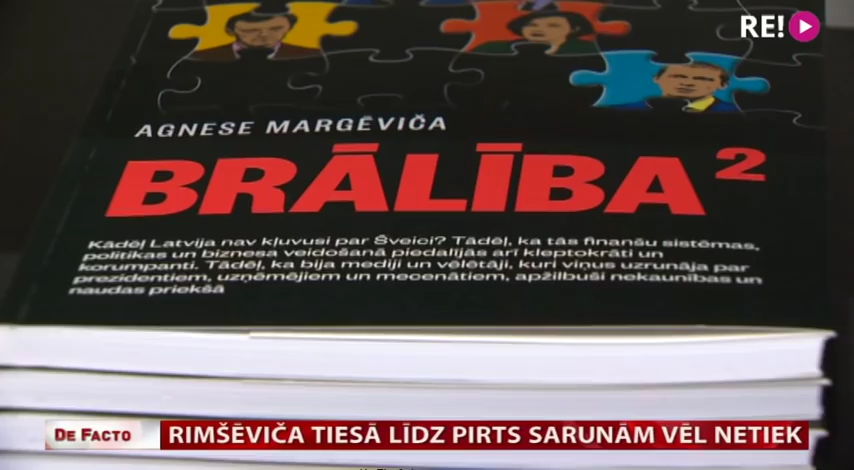 RE!
AGNESE MARGĒVIČA
BRĀLĪBA²
Kādēļ Latvija nav kļuvusi par Šveici? Tādēļ, ka tās finanšu sistēmas,
politikas un biznesa veidošanā piedalījās arī kleptokrāti un
korumpanti. Tādēļ, ka bija mediji un vēlētāji, kuri viņus uzrunāja par
prezidentiem, uzņēmējiem un mecenātiem, apžilbuši nekaunības un
naudas priekšā
DE FACTO
RIMŠĒVIČA TIESĀ LĪDZ PIRTS SARUNĀM VĒL NETIEK